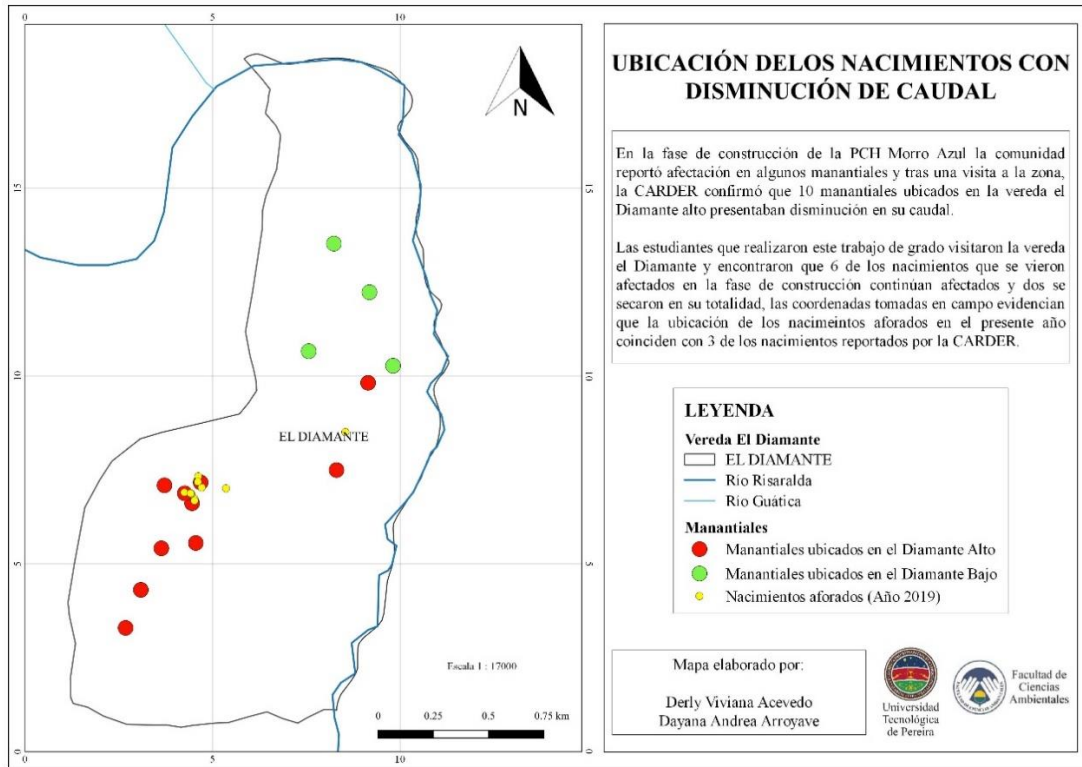 0
5
10
15
15
10
10
5
5
0
0
5
10
N
EL DIAMANTE
Escala 1 : 17000
0 0.25 0.5 0.75 km
UBICACIÓN DELOS NACIMIENTOS CON
DISMINUCIÓN DE CAUDAL
En la fase de construcción de la PCH Morro Azul la comunidad
reportó afectación en algunos manantiales y tras una visita a la zona,
la CARDER confirmó que 10 manantiales ubicados en la vereda el
Diamante alto presentaban disminución en su caudal.
Las estudiantes que realizaron este trabajo de grado visitaron la vereda
el Diamante y encontraron que 6 de los nacimientos que se vieron
afectados en la fase de construcción continúan afectados y dos se
secaron en su totalidad, las coordenadas tomadas en campo evidencian
que la ubicación de los nacimeintos aforados en el presente año
coinciden con 3 de los nacimientos reportados por la CARDER.
LEYENDA
Vereda El Diamante
EL DIAMANTE
Río Risaralda
Río Guática
Manantiales
Manantiales ubicados en el Diamante Alto
Manantiales ubicados en el Diamante Bajo
Nacimientos aforados (Año 2019)
Mapa elaborado por:
Derly Viviana Acevedo
Dayana Andrea Arroyave
Universidad
Tecnológica
de Pereira
Facultad de
Ciencias
Ambientales